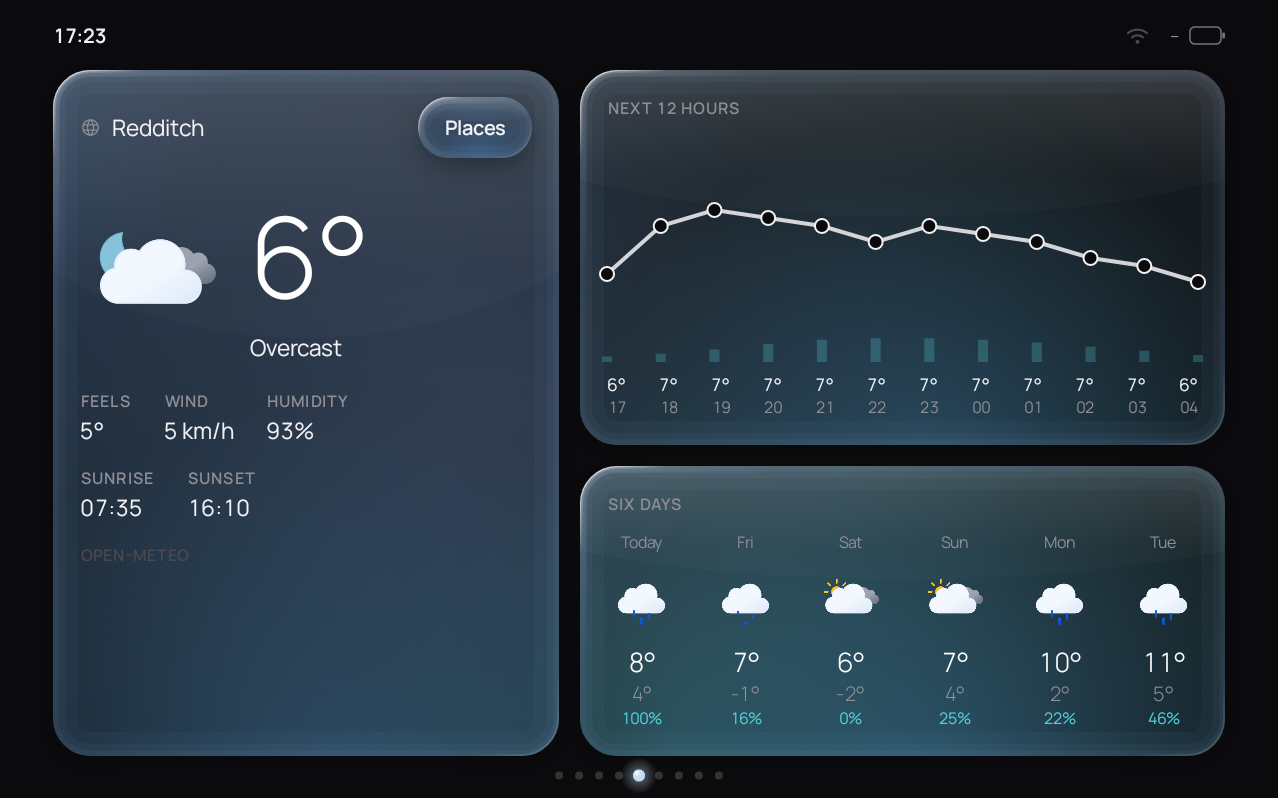 17:23
–
Redditch
Places
6°
Overcast
FEELS WIND HUMIDITY
5° 5 km/h 93%
SUNRISE SUNSET
07:35 16:10
OPEN-METEO
NEXT 12 HOURS
6° 7° 7° 7° 7° 7° 7° 7° 7° 7° 7° 6°
17 18 19 20 21 22 23 00 01 02 03 04
SIX DAYS
Today Fri Sat Sun Mon Tue
8° 7° 6° 7° 10° 11°
4° -1° -2° 4° 2° 5°
100% 16% 0% 25% 22% 46%